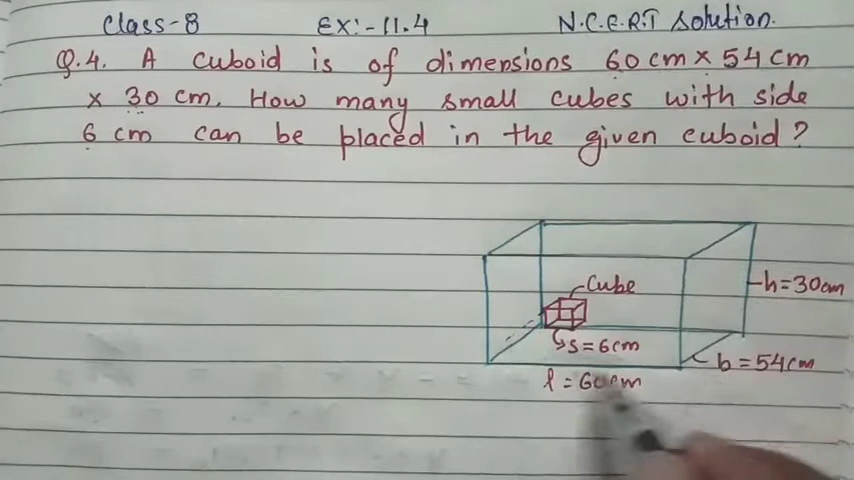 Class-8 EX:-11.4 N.C.E.R.T Solution.
Q.4. A cuboid is of dimensions 60 cm × 54 cm
× 30 cm. How many small cubes with side
6 cm can be placed in the given cuboid?
Cube
h=30cm
s=6cm
b=54cm
l=60cm